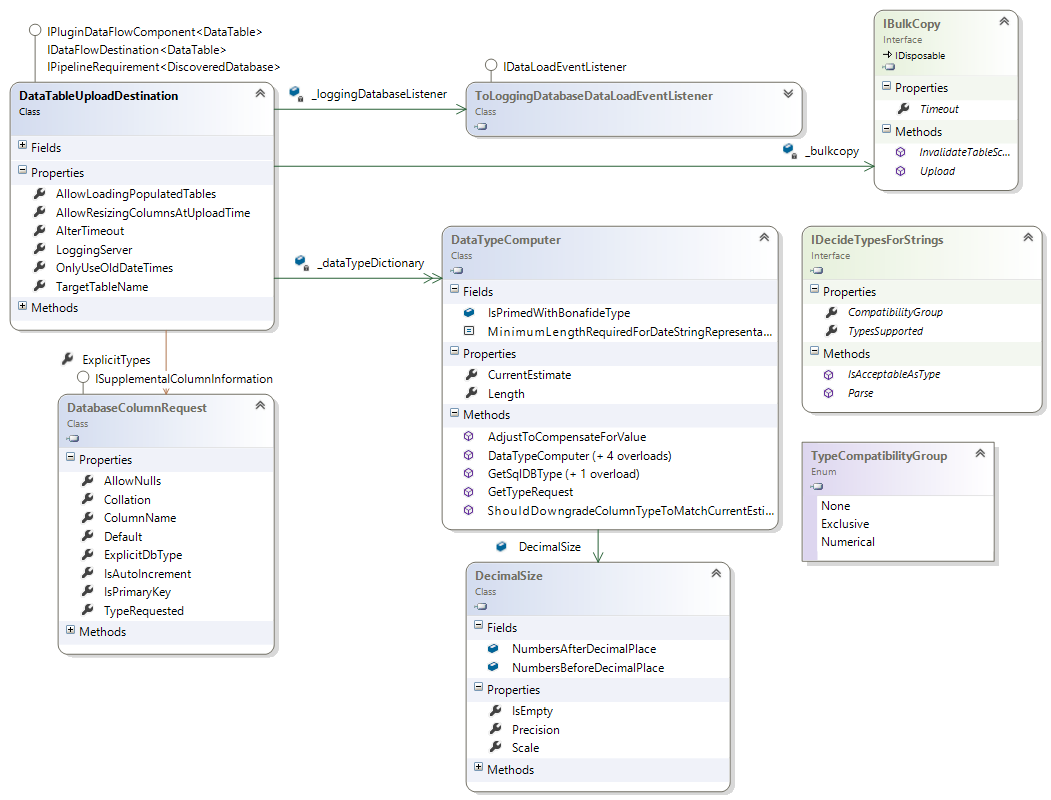 IPluginDataFlowComponent<DataTable>
IDataFlowDestination<DataTable>
IPipelineRequirement<DiscoveredDatabase>
DataTableUploadDestination
Class
Fields
Properties
AllowLoadingPopulatedTables
AllowResizingColumnsAtUploadTime
AlterTimeout
LoggingServer
OnlyUseOldDateTimes
TargetTableName
Methods
_loggingDatabaseListener
IDataLoadEventListener
ToLoggingDatabaseDataLoadEventListener
Class
_bulkcopy
IBulkCopy
Interface
IDisposable
Properties
Timeout
Methods
InvalidateTableSc...
Upload
_dataTypeDictionary
DataTypeComputer
Class
Fields
IsPrimedWithBonafideType
MinimumLengthRequiredForDateStringRepresenta...
Properties
CurrentEstimate
Length
Methods
AdjustToCompensateForValue
DataTypeComputer (+ 4 overloads)
GetSqlDBType (+ 1 overload)
GetTypeRequest
ShouldDowngradeColumnTypeToMatchCurrentEsti...
IDecideTypesForStrings
Interface
Properties
CompatibilityGroup
TypesSupported
Methods
IsAcceptableAsType
Parse
ExplicitTypes
ISupplementalColumnInformation
DatabaseColumnRequest
Class
Properties
AllowNulls
Collation
ColumnName
Default
ExplicitDbType
IsAutoIncrement
IsPrimaryKey
TypeRequested
Methods
TypeCompatibilityGroup
Enum
None
Exclusive
Numerical
DecimalSize
DecimalSize
Class
Fields
NumbersAfterDecimalPlace
NumbersBeforeDecimalPlace
Properties
IsEmpty
Precision
Scale
Methods